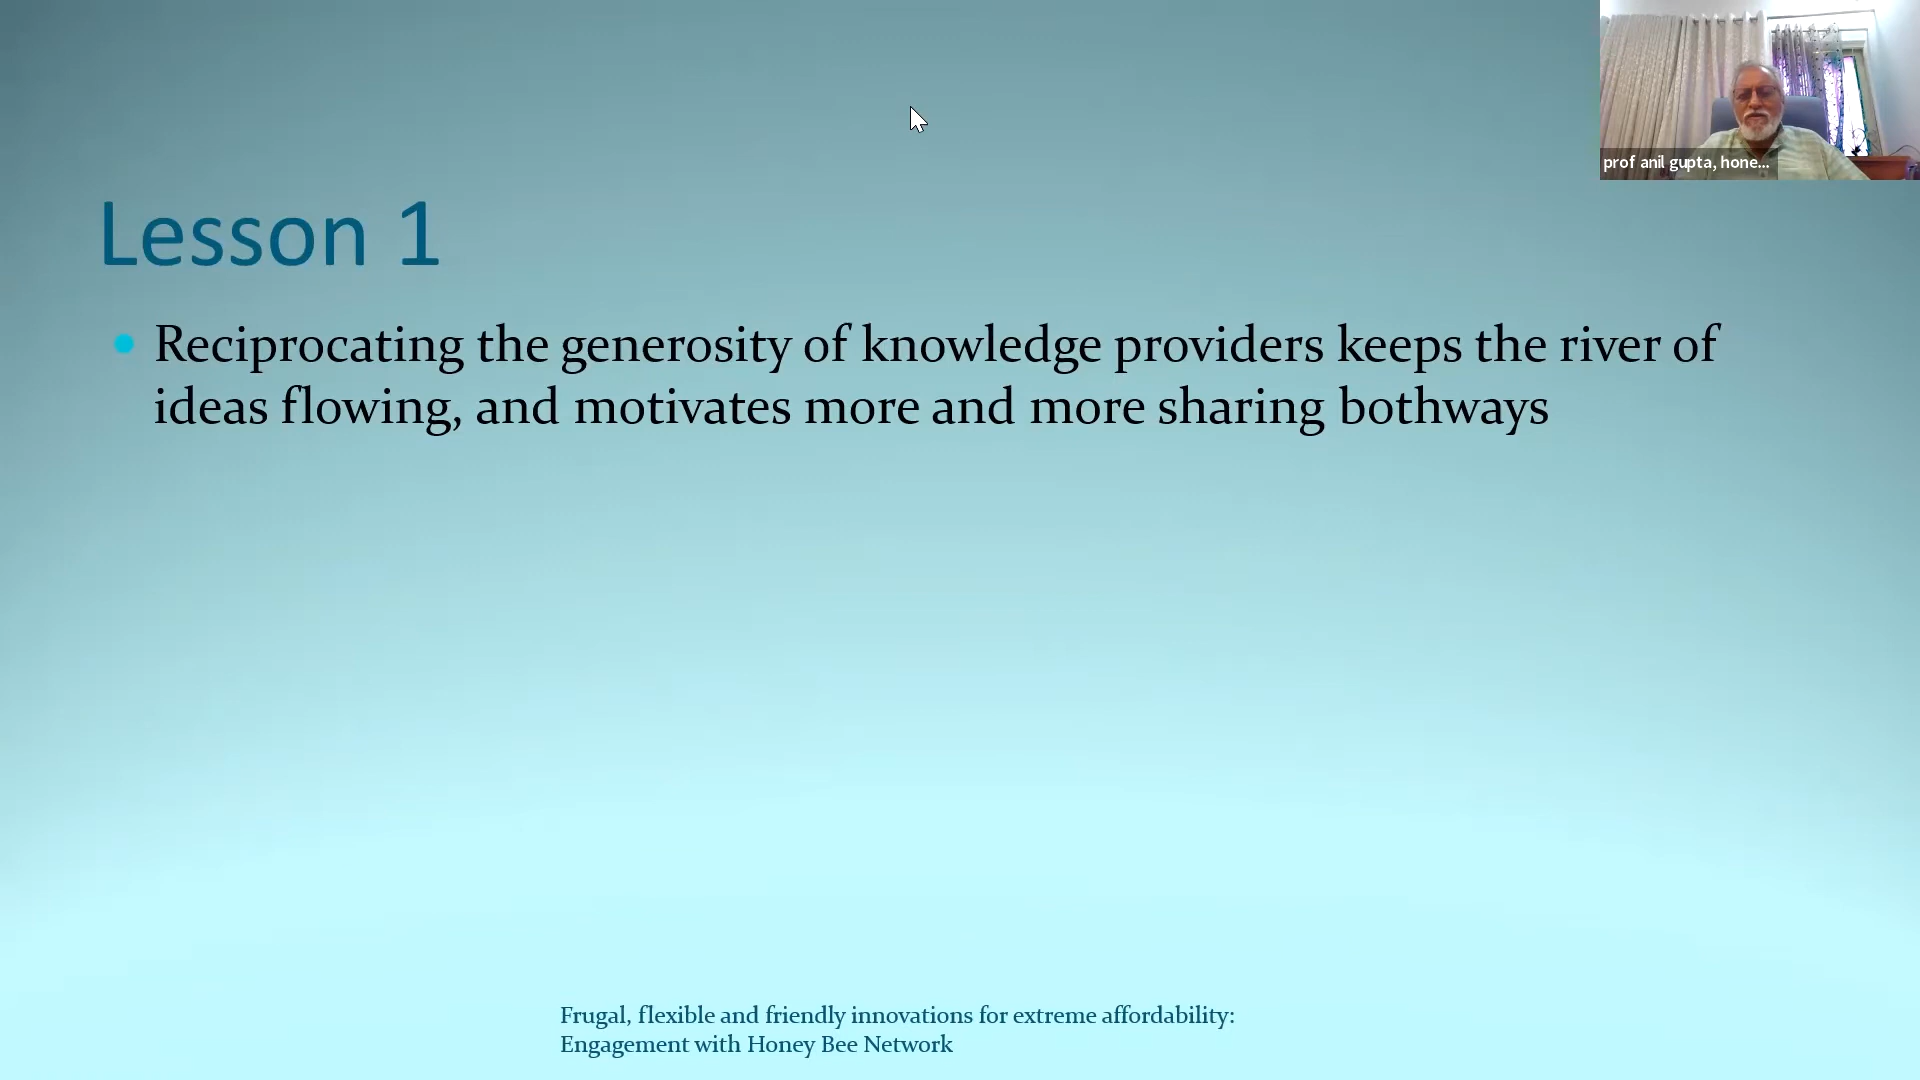 prof anil gupta, hone...
Lesson 1
Reciprocating the generosity of knowledge providers keeps the river of
ideas flowing, and motivates more and more sharing bothways
Frugal, flexible and friendly innovations for extreme affordability:
Engagement with Honey Bee Network